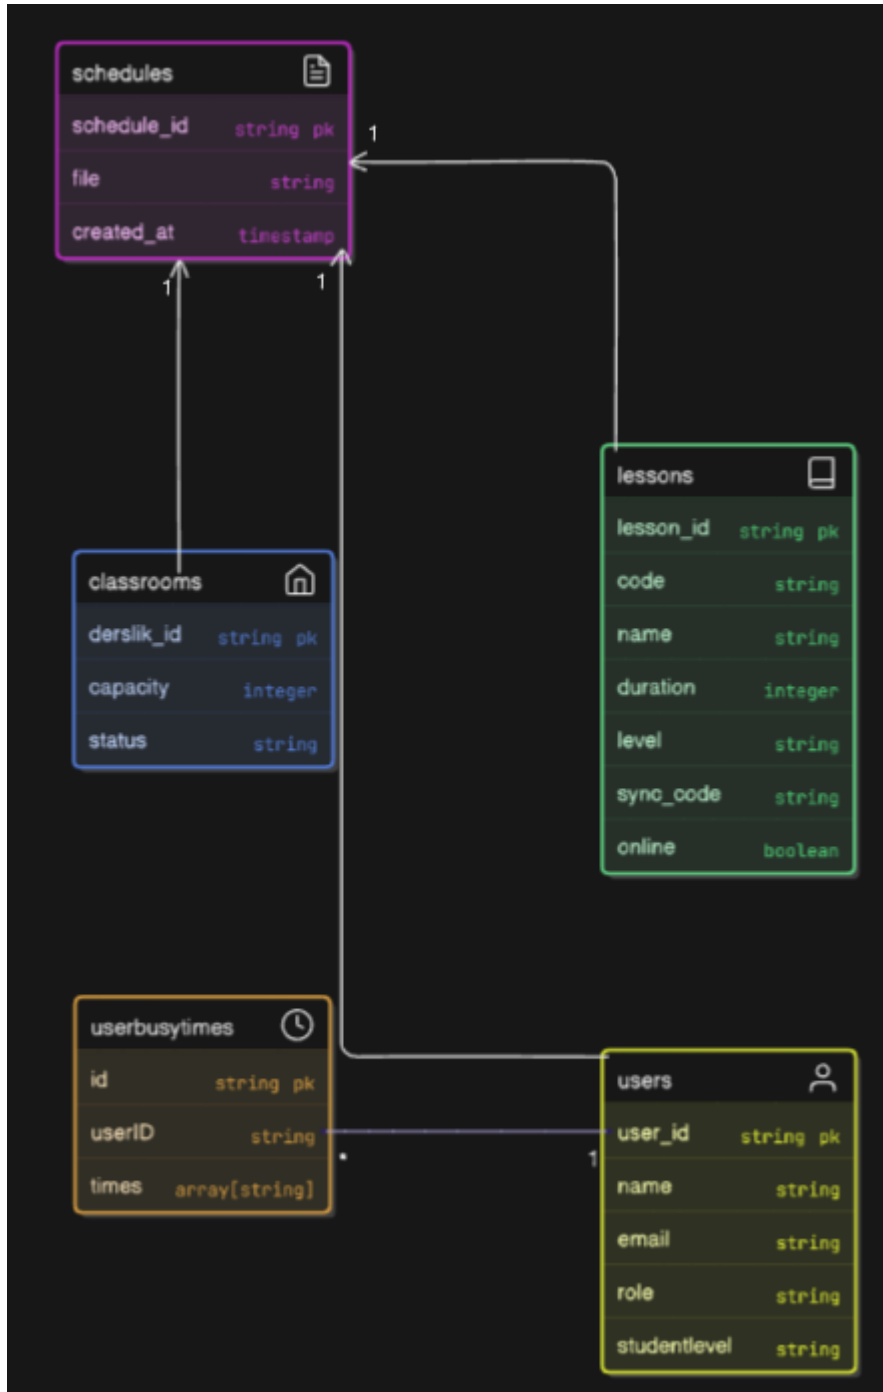 schedules
schedule_id string pk
file string
created_at timestamp
1
1
1
lessons
lesson_id string pk
code string
name string
duration integer
level string
sync_code string
online boolean
classrooms
derslik_id string pk
capacity integer
status string
userbusytimes
id string pk
userID string
times array[string]
*
1
users
user_id string pk
name string
email string
role string
studentlevel string